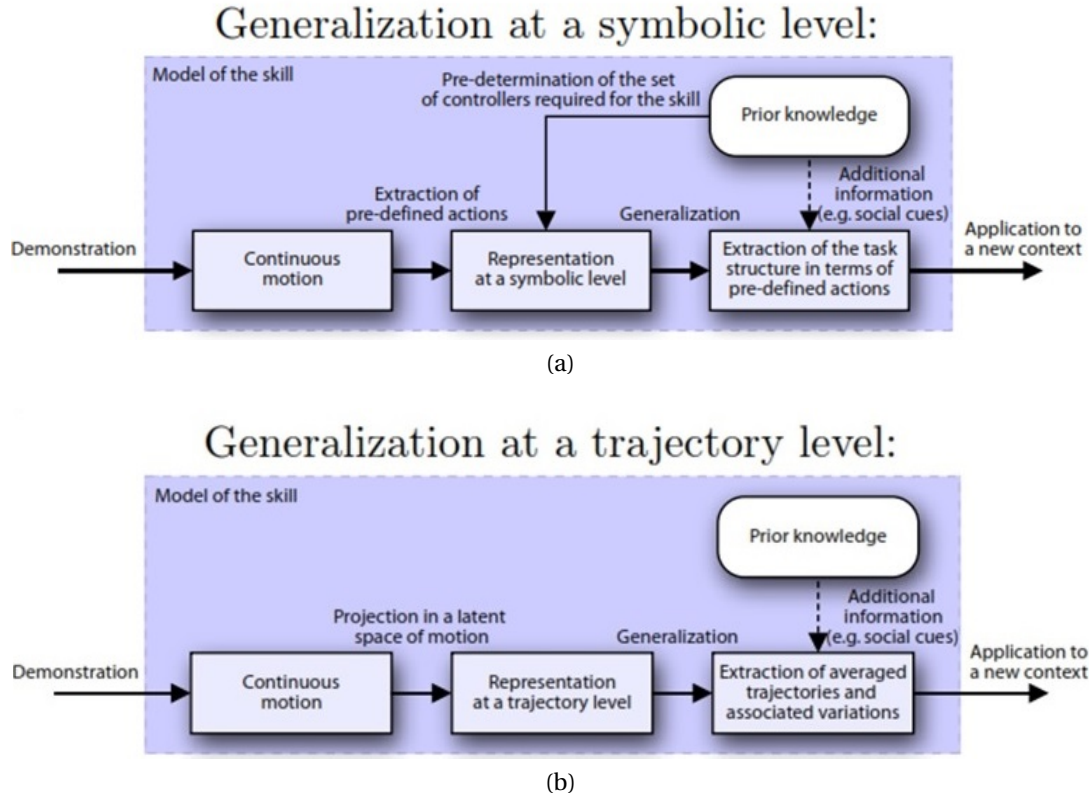 Generalization at a symbolic level:
Model of the skill
Pre-determination of the set
of controllers required for the skill
Prior knowledge
Additional
information
(e.g. social cues)
Extraction of
pre-defined actions
Generalization
Demonstration
Application to
a new context
Continuous
motion
Representation
at a symbolic level
Extraction of the task
structure in terms of
pre-defined actions
(a)
Generalization at a trajectory level:
Model of the skill
Prior knowledge
Additional
information
(e.g. social cues)
Projection in a latent
space of motion
Generalization
Demonstration
Application to
a new context
Continuous
motion
Representation
at a trajectory level
Extraction of averaged
trajectories and
associated variations
(b)